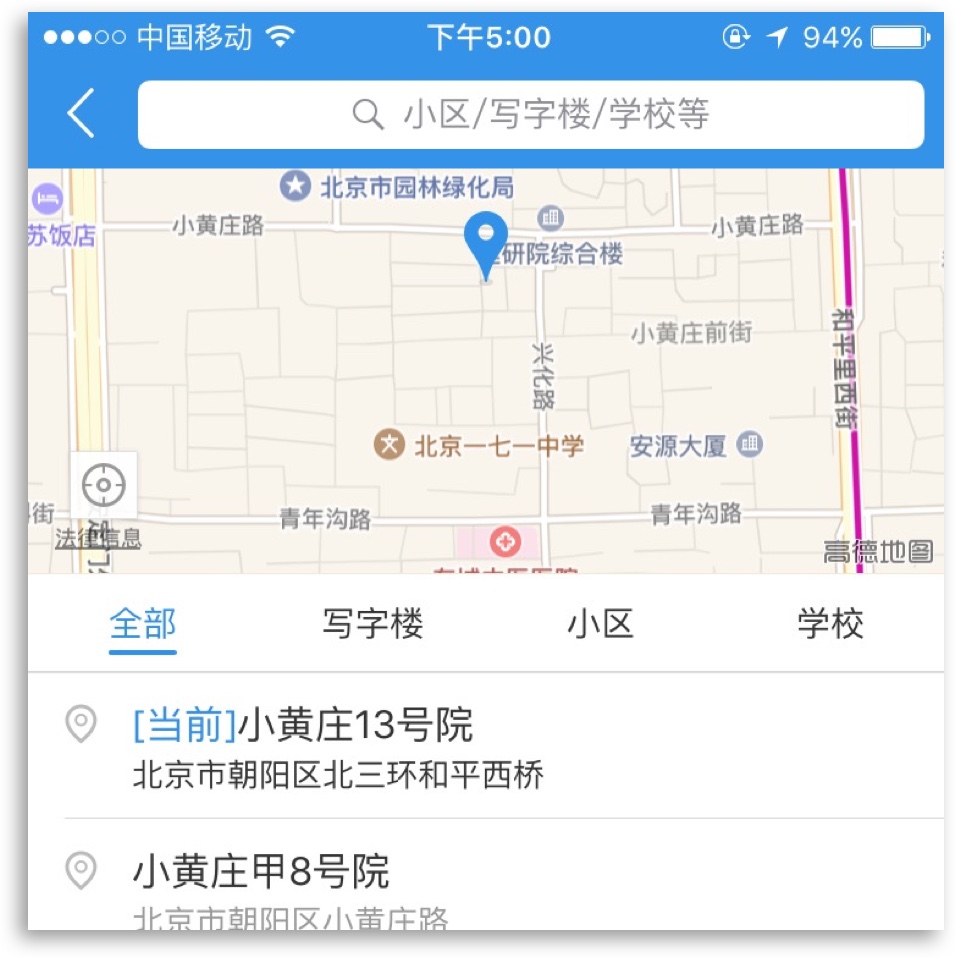 中国移动 下午5:00 94%
小区/写字楼/学校等
北京市园林绿化局
小黄庄路
小黄庄路
苏饭店
研院综合楼
小黄庄前街
和平里西街
兴化路
北京一七一中学
安源大厦
青年沟路
青年沟路
街
法律信息
高德地图
全部 写字楼 小区 学校
[当前]小黄庄13号院
北京市朝阳区北三环和平西桥
小黄庄甲8号院
北京市朝阳区小黄庄路